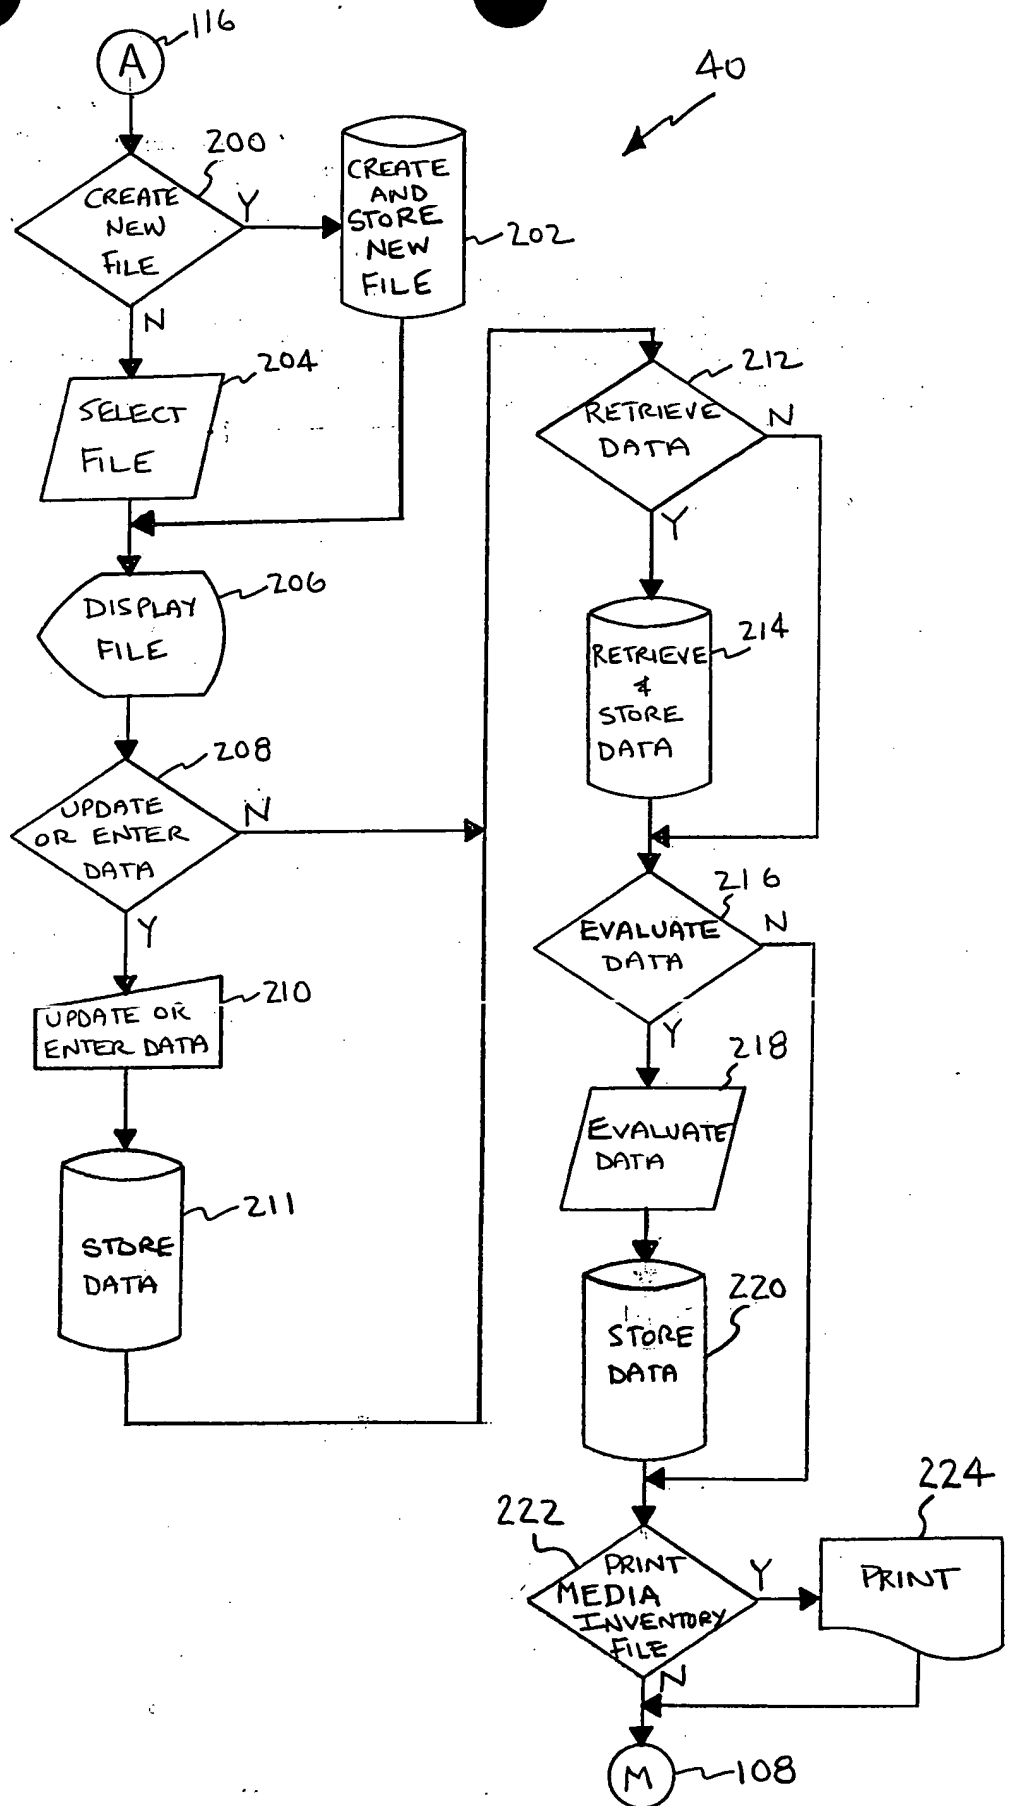 A
116
40
200
CREATE
NEW
FILE
Y
N
CREATE
AND
STORE
NEW
FILE
202
204
SELECT
FILE
206
DISPLAY
FILE
208
UPDATE
OR ENTER
DATA
N
Y
210
UPDATE OR
ENTER DATA
211
STORE
DATA
212
RETRIEVE
DATA
N
Y
214
RETRIEVE
&
STORE
DATA
216
EVALUATE
DATA
N
Y
218
EVALUATE
DATA
220
STORE
DATA
222
PRINT
MEDIA
INVENTORY
FILE
Y
N
224
PRINT
M
108